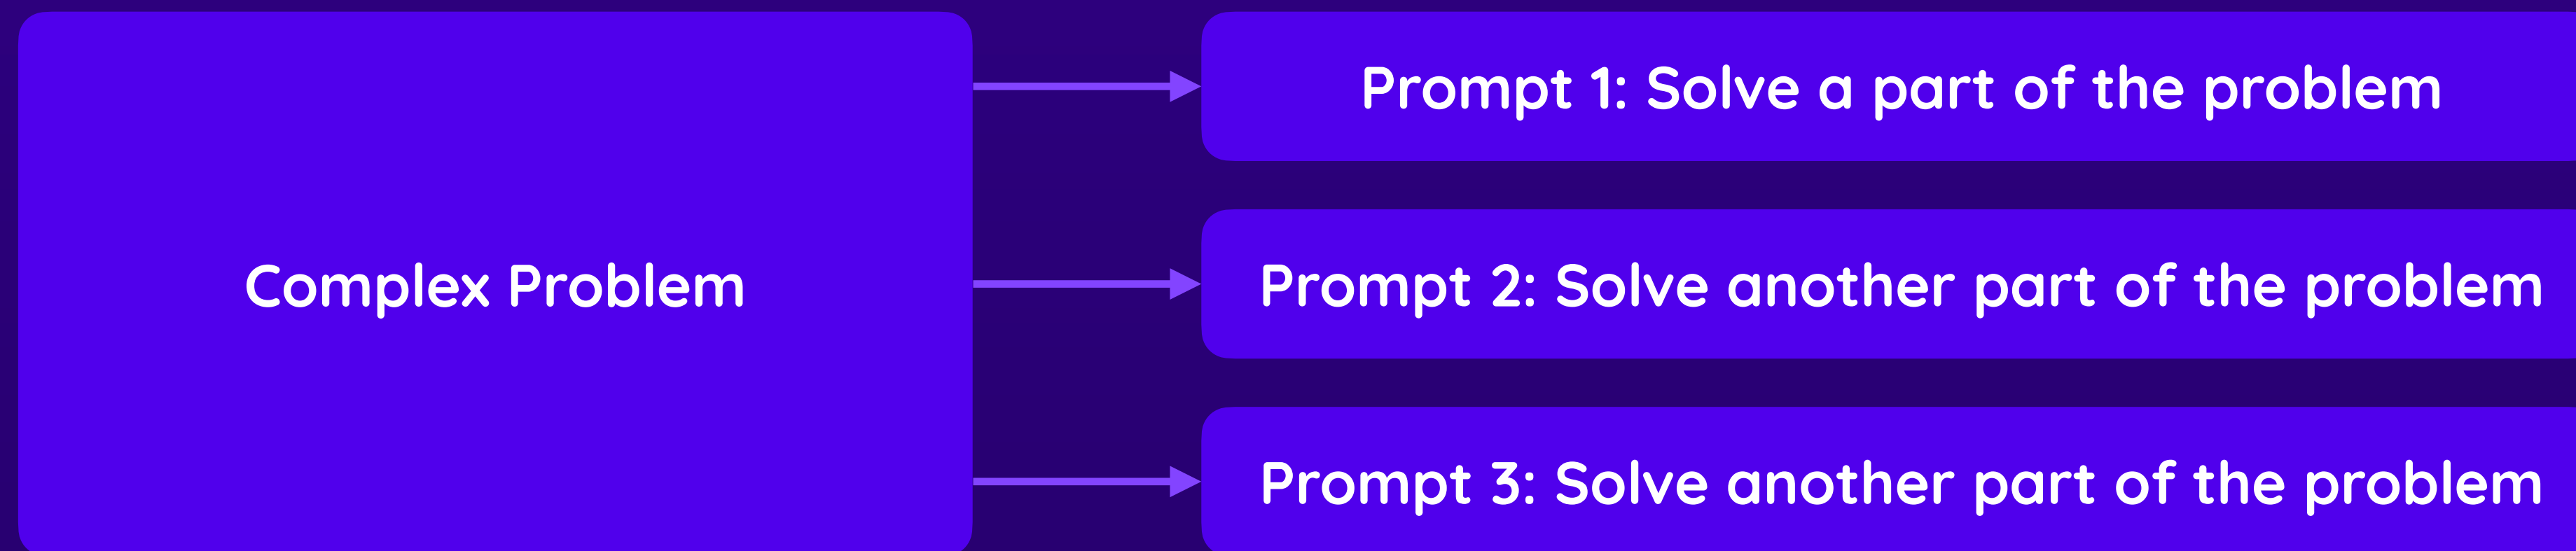 Complex Problem
Prompt 1: Solve a part of the problem
Prompt 2: Solve another part of the problem
Prompt 3: Solve another part of the problem